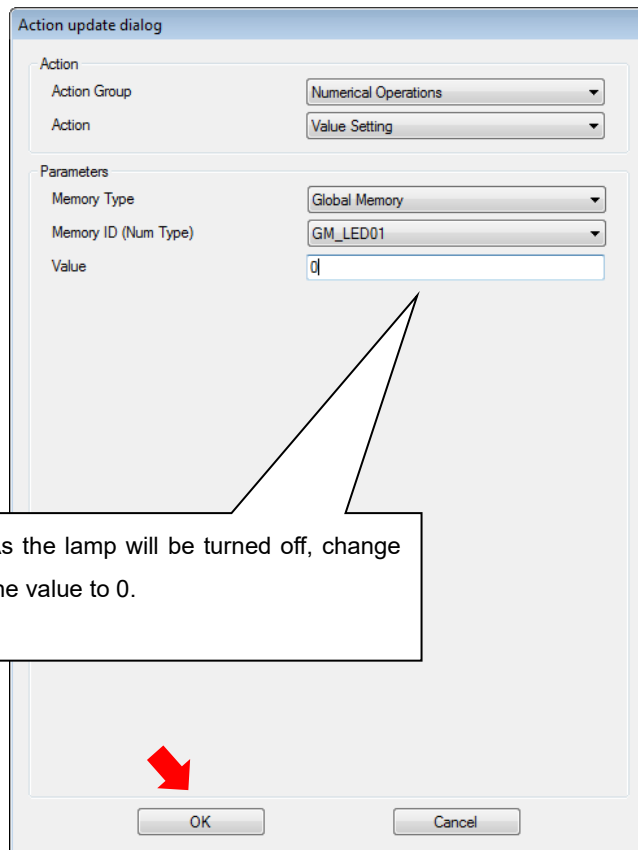 Action update dialog
Action
Action Group Numerical Operations
Action Value Setting
Parameters
Memory Type Global Memory
Memory ID (Num Type) GM_LED01
Value 0
the lamp will be turned off, change
value to 0.
OK Cancel